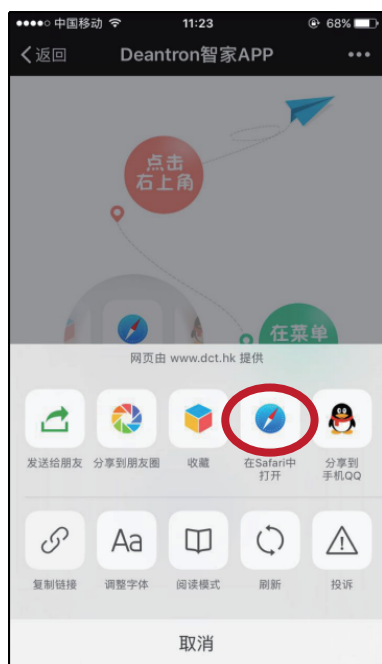 中国移动 11:23 68%
返回 Deantron智家APP
点击
右上角
在菜单
网页由 www.dct.hk 提供
发送给朋友 分享到朋友圈 收藏 在Safari中打开 分享到手机QQ
Aa
复制链接 调整字体 阅读模式 刷新 投诉
取消